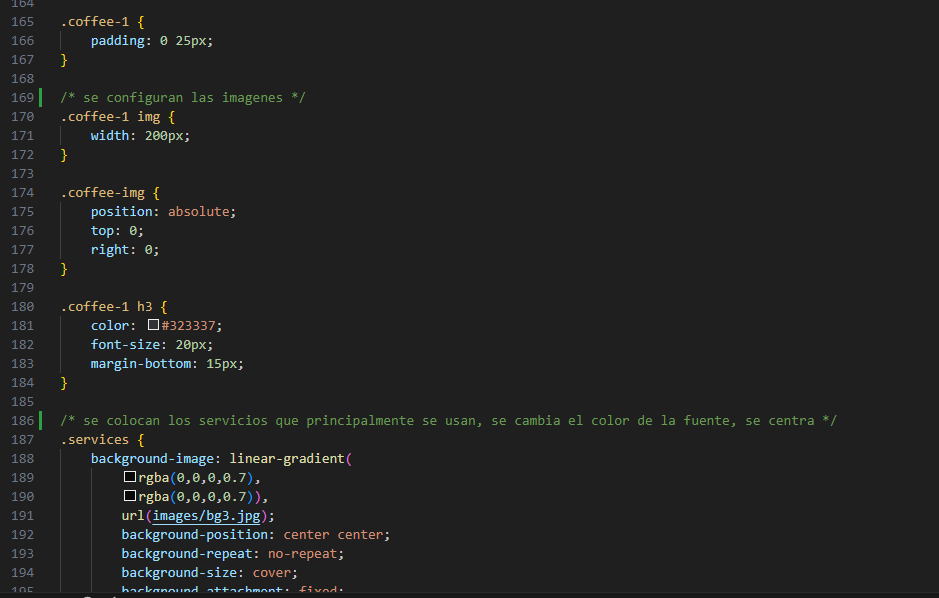 164
165 .coffee-1 {
166 padding: 0 25px;
167 }
168
169 /* se configuran las imagenes */
170 .coffee-1 img {
171 width: 200px;
172 }
173
174 .coffee-img {
175 position: absolute;
176 top: 0;
177 right: 0;
178 }
179
180 .coffee-1 h3 {
181 color: #323337;
182 font-size: 20px;
183 margin-bottom: 15px;
184 }
185
186 /* se colocan los servicios que principalmente se usan, se cambia el color de la fuente, se centra */
187 .services {
188 background-image: linear-gradient(
189 rgba(0,0,0,0.7),
190 rgba(0,0,0,0.7)),
191 url(images/bg3.jpg);
192 background-position: center center;
193 background-repeat: no-repeat;
194 background-size: cover;
195 background-attachment: fixed;